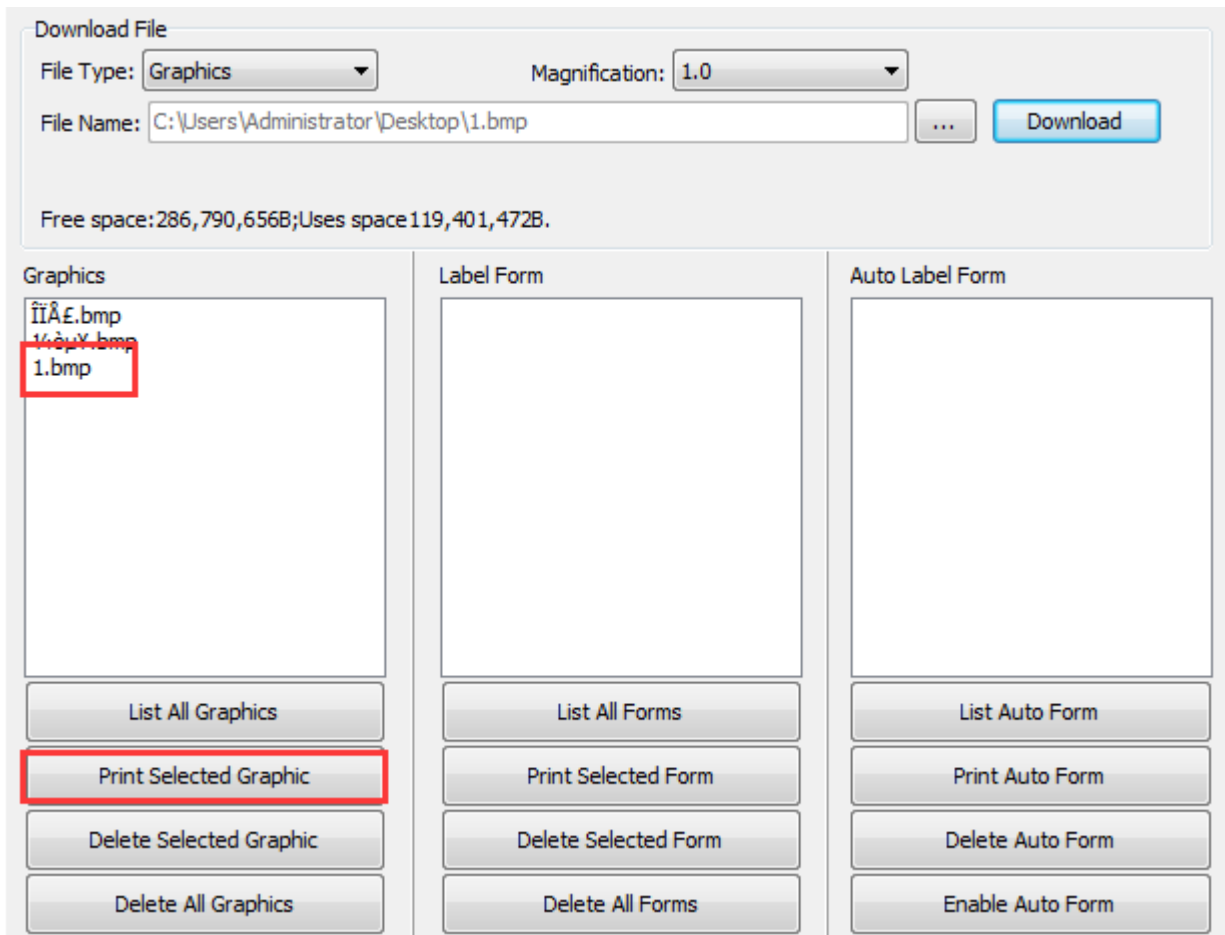 Download File
File Type: Graphics Magnification: 1.0
File Name: C:\Users\Administrator\Desktop\1.bmp ... Download
Free space:286,790,656B;Uses space119,401,472B.
Graphics Label Form Auto Label Form
ÎÏÅ£.bmp
¼òµ¥.bmp
1.bmp
List All Graphics List All Forms List Auto Form
Print Selected Graphic Print Selected Form Print Auto Form
Delete Selected Graphic Delete Selected Form Delete Auto Form
Delete All Graphics Delete All Forms Enable Auto Form